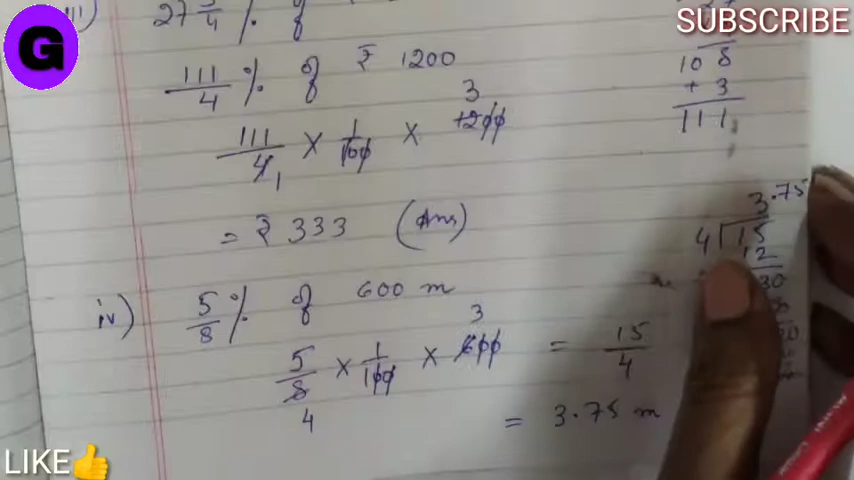 SUBSCRIBE
G
iii) 27 3/4 % of
108
+ 3
111
111/4 % of ₹ 1200
111/4 1 × 1/100 × 1200 3
= ₹ 333 (Ans)
3.75
4 15
12
30
iv) 5/8 % of 600 m
5/8 4 × 1/100 × 600 3 = 15/4
= 3.75 m
LIKE👍